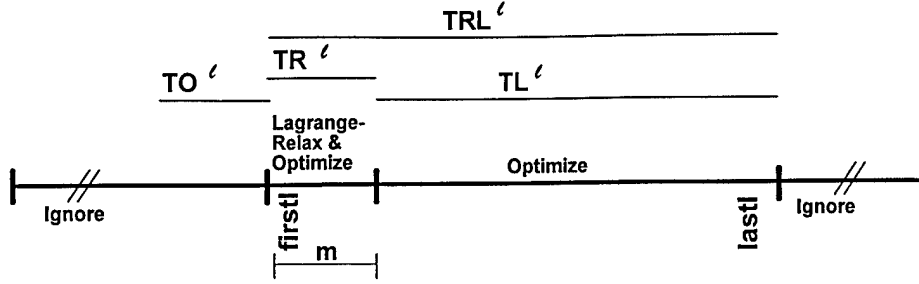 TRL ℓ
TR ℓ
TO ℓ
TL ℓ
Lagrange-
Relax &
Optimize
Optimize
Ignore
firstl
lastl
Ignore
m